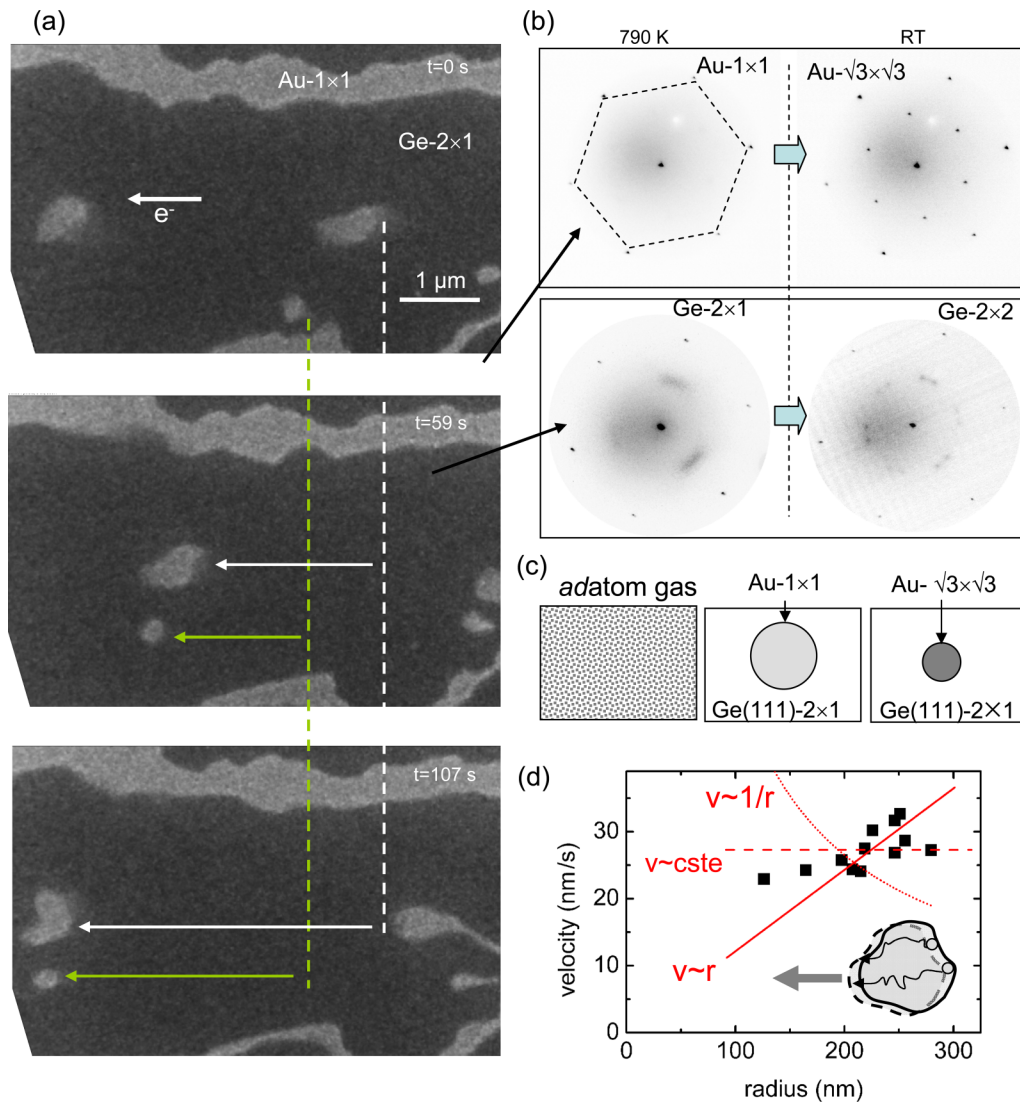 (a)
t=0 s
Au-1×1
Ge-2×1
e-
1 µm
t=59 s
t=107 s
(b)
790 K
RT
Au-1×1
Au-√3×√3
Ge-2×1
Ge-2×2
(c)
adatom gas
Au-1×1
Au- √3×√3
Ge(111)-2×1
Ge(111)-2×1
(d)
v~1/r
v~cste
v~r
velocity (nm/s)
30
20
10
0
0
100
200
300
radius (nm)